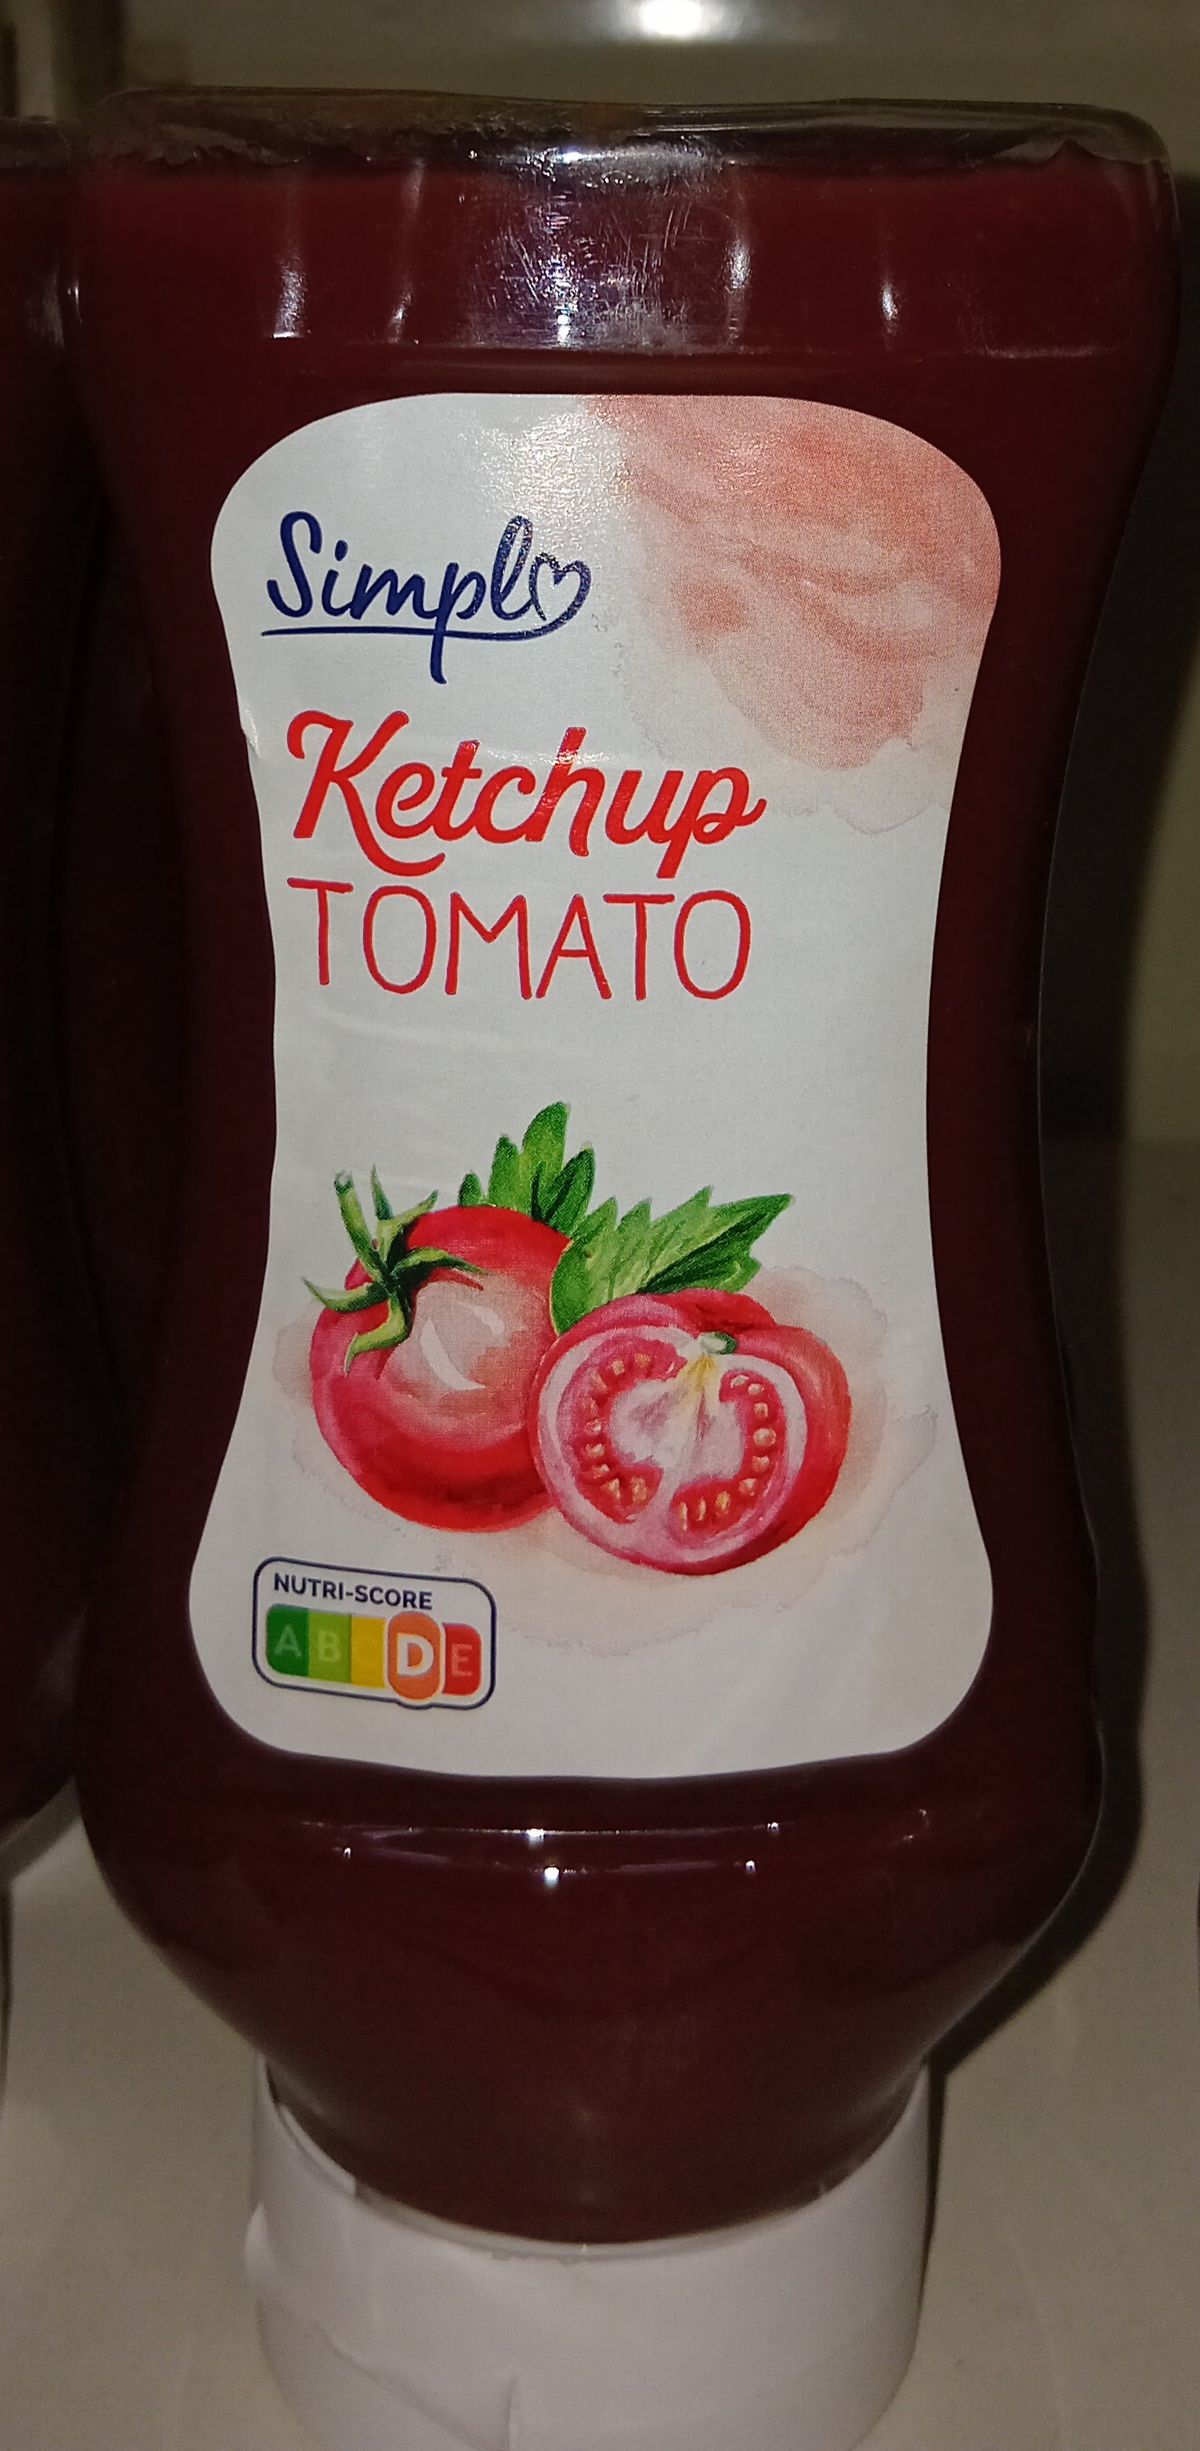 Simpl
Ketchup
TOMATO
NUTRI-SCORE
A B C D E